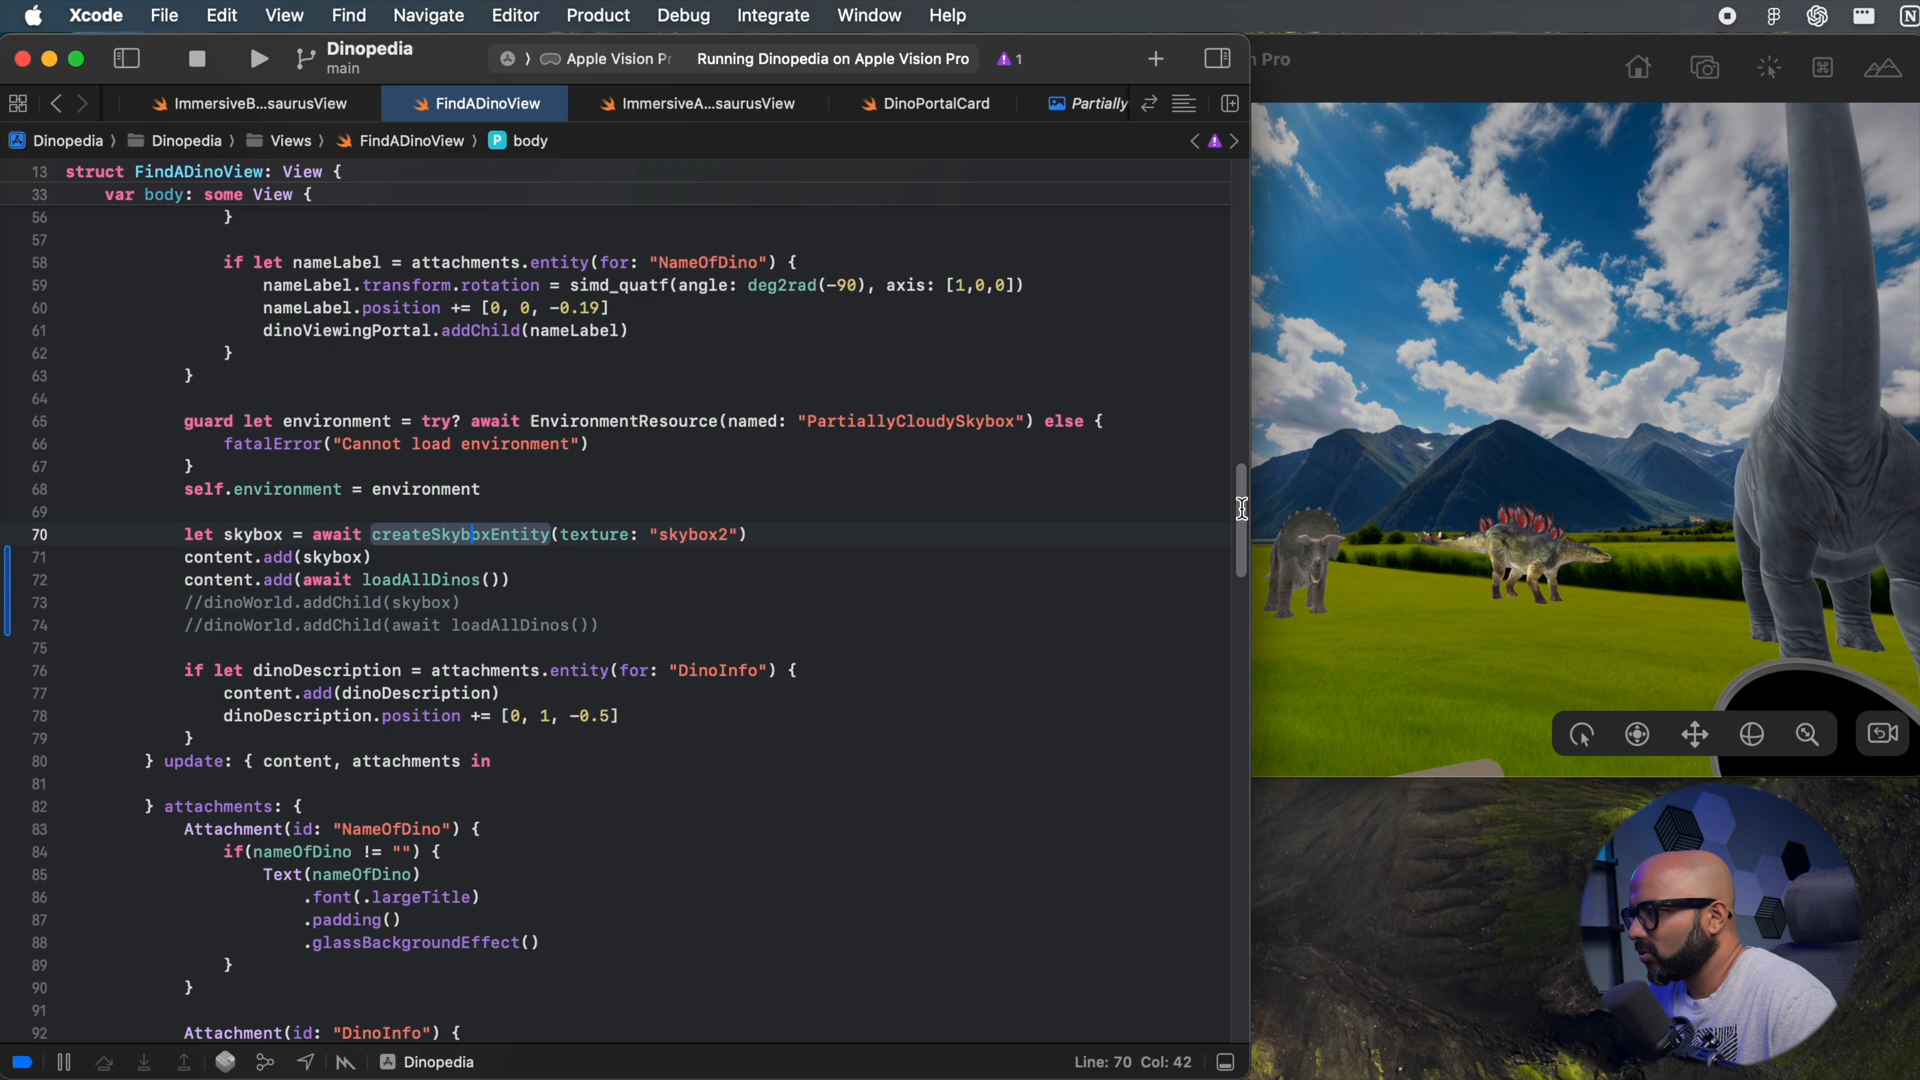 Xcode File Edit View Find Navigate Editor Product Debug Integrate Window Help
Dinopedia
main
Apple Vision Pr Running Dinopedia on Apple Vision Pro 1
n Pro
ImmersiveB...saurusView FindADinoView ImmersiveA...saurusView DinoPortalCard Partially
Dinopedia Dinopedia Views FindADinoView P body
13 struct FindADinoView: View {
33 var body: some View {
56 }
57
58 if let nameLabel = attachments.entity(for: "NameOfDino") {
59 nameLabel.transform.rotation = simd_quatf(angle: deg2rad(-90), axis: [1,0,0])
60 nameLabel.position += [0, 0, -0.19]
61 dinoViewingPortal.addChild(nameLabel)
62 }
63 }
64
65 guard let environment = try? await EnvironmentResource(named: "PartiallyCloudySkybox") else {
66 fatalError("Cannot load environment")
67 }
68 self.environment = environment
69
70 let skybox = await createSkyboxEntity(texture: "skybox2")
71 content.add(skybox)
72 content.add(await loadAllDinos())
73 //dinoWorld.addChild(skybox)
74 //dinoWorld.addChild(await loadAllDinos())
75
76 if let dinoDescription = attachments.entity(for: "DinoInfo") {
77 content.add(dinoDescription)
78 dinoDescription.position += [0, 1, -0.5]
79 }
80 } update: { content, attachments in
81
82 } attachments: {
83 Attachment(id: "NameOfDino") {
84 if(nameOfDino != "") {
85 Text(nameOfDino)
86 .font(.largeTitle)
87 .padding()
88 .glassBackgroundEffect()
89 }
90 }
91
92 Attachment(id: "DinoInfo") {
Dinopedia Line: 70 Col: 42